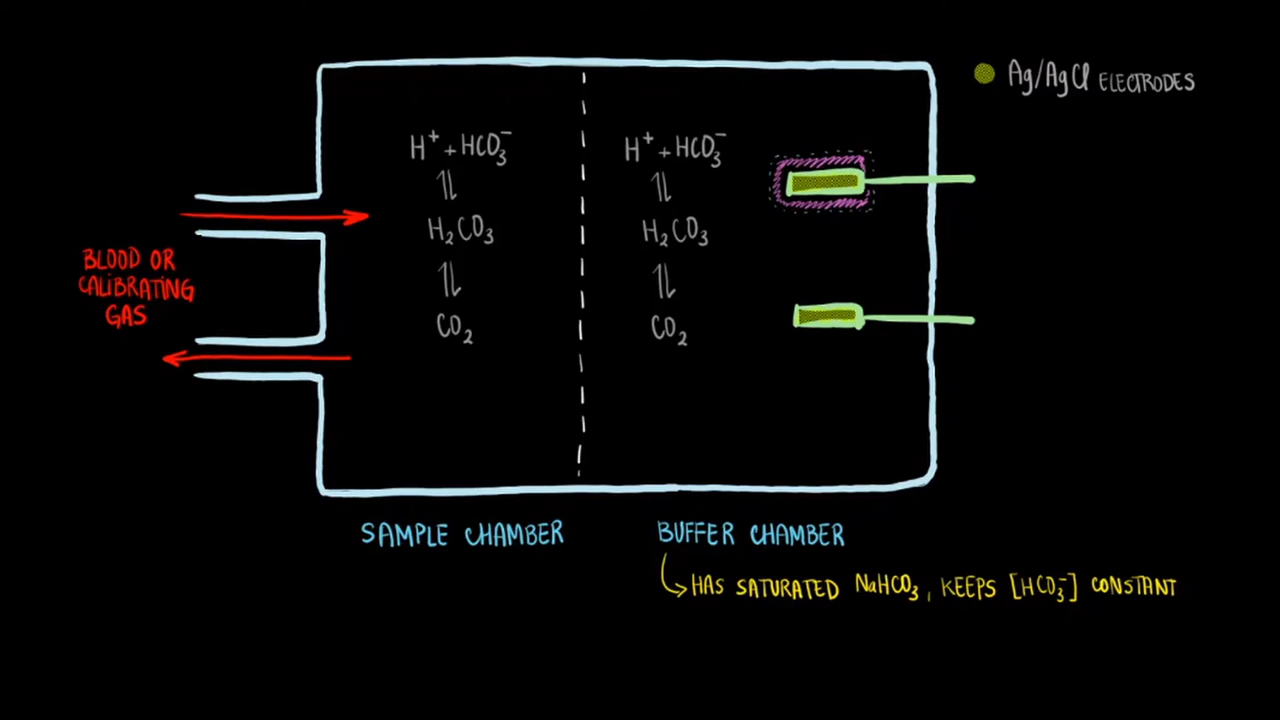 Ag/AgCl ELECTRODES
H⁺ + HCO₃⁻
H⁺ + HCO₃⁻
H₂CO₃
H₂CO₃
BLOOD OR
CALIBRATING
GAS
CO₂
CO₂
SAMPLE CHAMBER
BUFFER CHAMBER
HAS SATURATED NaHCO₃, KEEPS [HCO₃⁻] CONSTANT